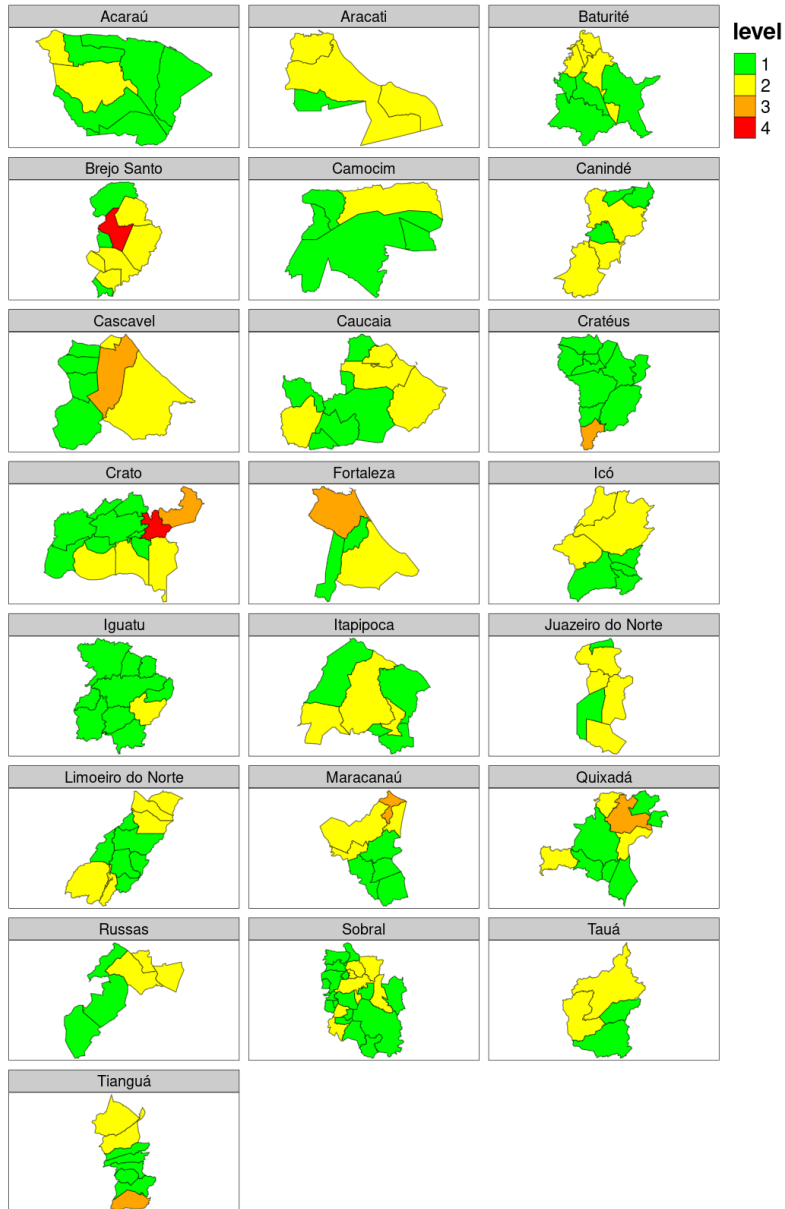 Acaraú
Aracati
Baturité
level
1
2
3
4
Brejo Santo
Camocim
Canindé
Cascavel
Caucaia
Cratéus
Crato
Fortaleza
Icó
Iguatu
Itapipoca
Juazeiro do Norte
Limoeiro do Norte
Maracanaú
Quixadá
Russas
Sobral
Tauá
Tianguá